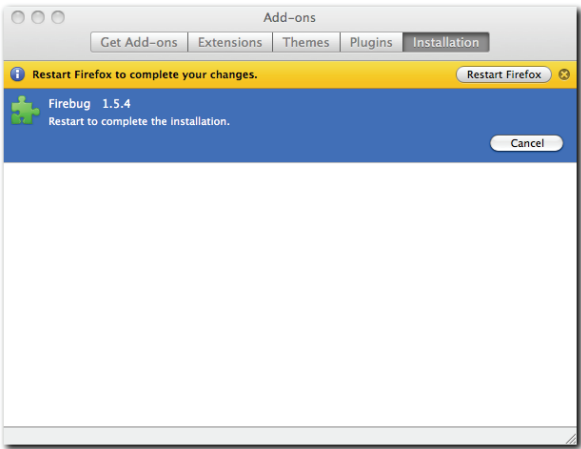 Add-ons
Get Add-ons Extensions Themes Plugins Installation
Restart Firefox to complete your changes. Restart Firefox
Firebug 1.5.4
Restart to complete the installation.
Cancel